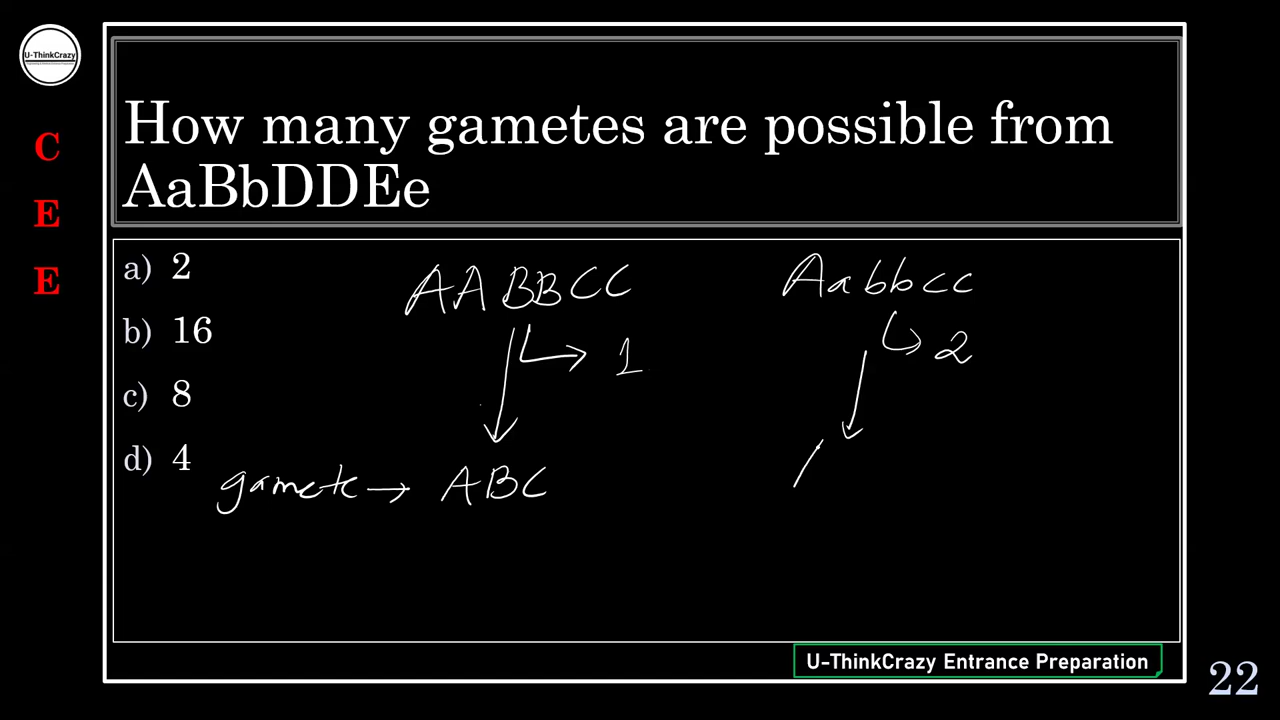 U-ThinkCrazy
C
E
E
How many gametes are possible from
AaBbDDEe
a) 2
b) 16
c) 8
d) 4
AABBCC
1
gamete → ABC
Aabbcc
2
U-ThinkCrazy Entrance Preparation
22